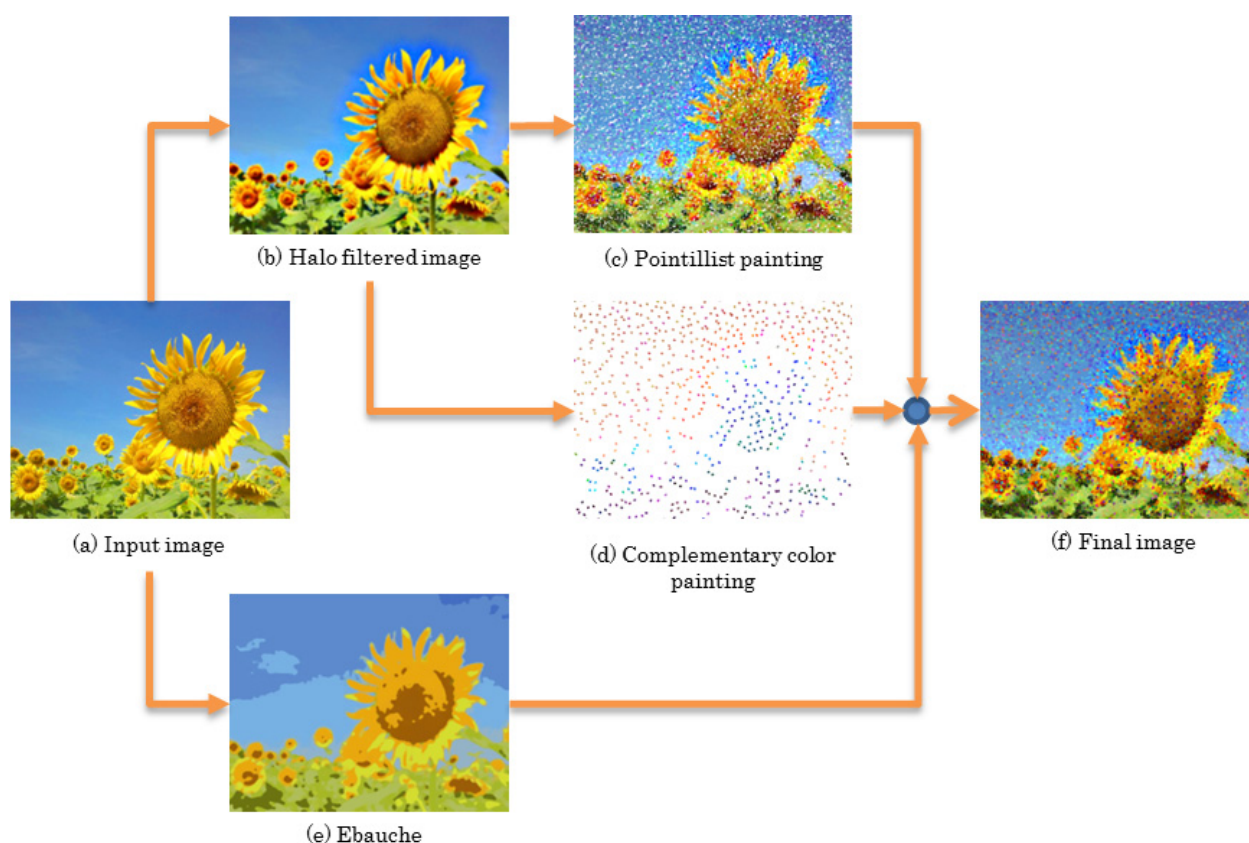 (b) Halo filtered image
(c) Pointillist painting
(a) Input image
(d) Complementary color
painting
(f) Final image
(e) Ebauche